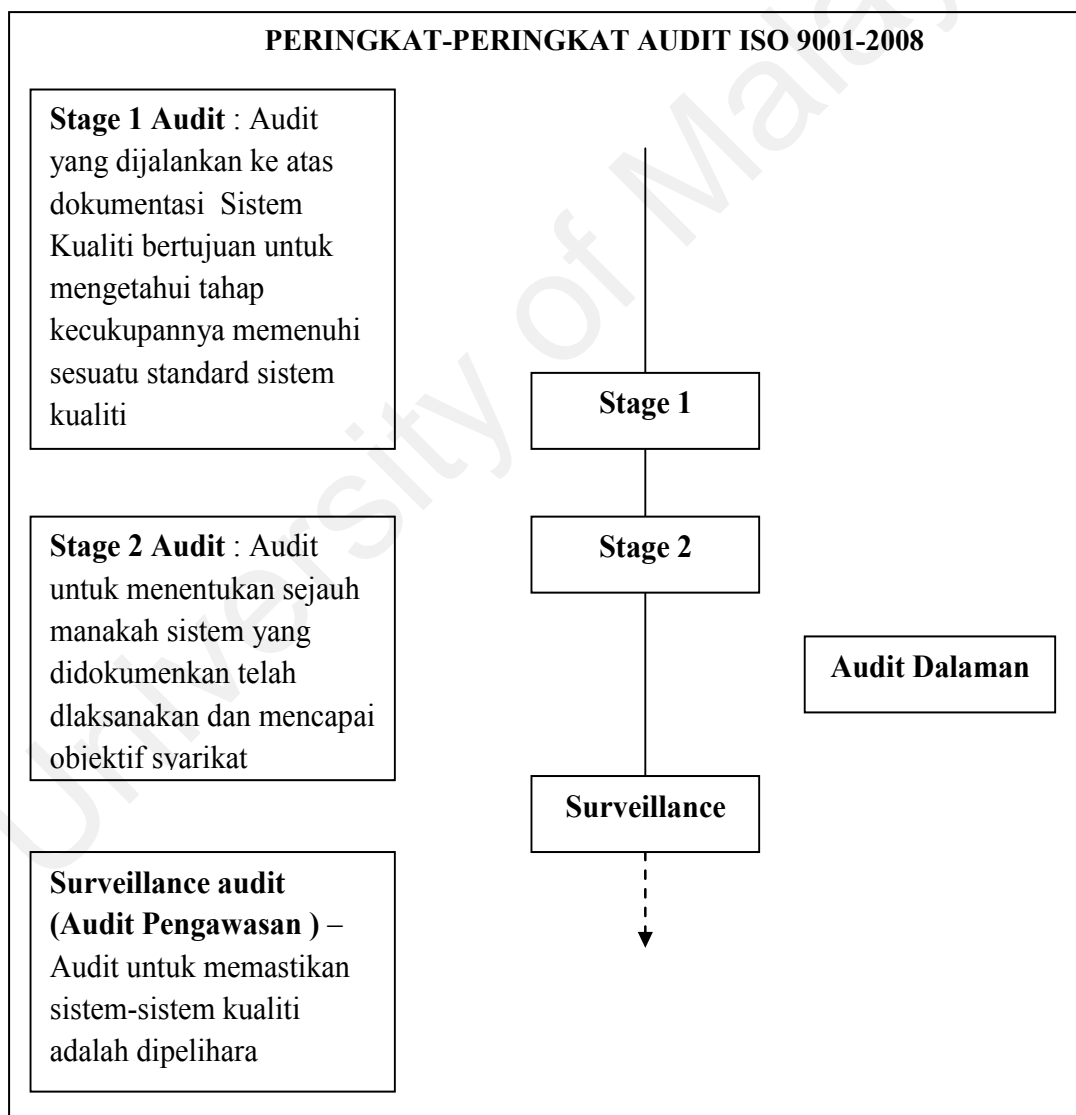 PERINGKAT-PERINGKAT AUDIT ISO 9001-2008
Stage 1 Audit : Audit
yang dijalankan ke atas
dokumentasi Sistem
Kualiti bertujuan untuk
mengetahui tahap
kecukupannya memenuhi
sesuatu standard sistem
kualiti
Stage 1
Stage 2 Audit : Audit
untuk menentukan sejauh
manakah sistem yang
didokumenkan telah
dlaksanakan dan mencapai
objektif syarikat
Stage 2
Audit Dalaman
Surveillance
Surveillance audit
(Audit Pengawasan ) –
Audit untuk memastikan
sistem-sistem kualiti
adalah dipelihara
University of Malay